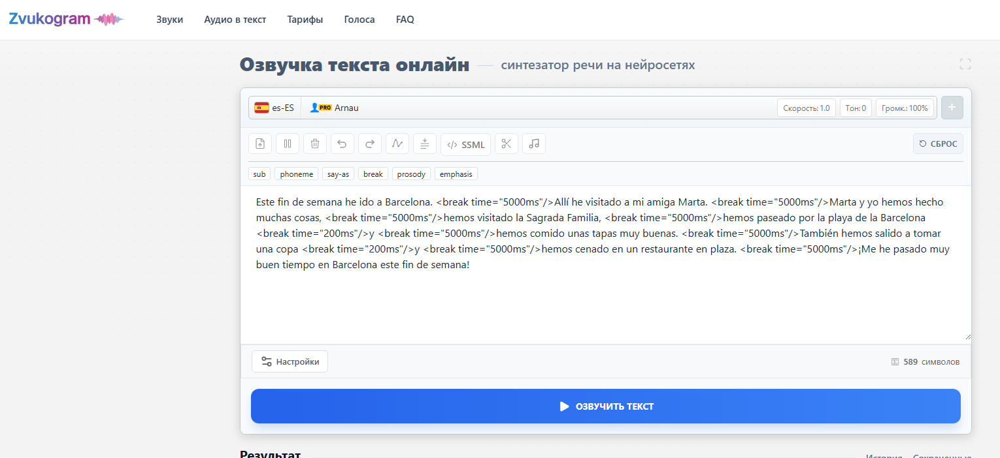 Zvukogram
Звуки Аудио в текст Тарифы Голоса FAQ
Озвучка текста онлайн — синтезатор речи на нейросетях
es-ES PRO Arnau Скорость: 1.0 Тон: 0 Громк.: 100% +
</> SSML СБРОС
sub phoneme say-as break prosody emphasis
Este fin de semana he ido a Barcelona. <break time="5000ms"/>Allí he visitado a mi amiga Marta. <break time="5000ms"/>Marta y yo hemos hecho
muchas cosas, <break time="5000ms"/>hemos visitado la Sagrada Familia, <break time="5000ms"/>hemos paseado por la playa de la Barcelona
<break time="200ms"/>y <break time="5000ms"/>hemos comido unas tapas muy buenas. <break time="5000ms"/>También hemos salido a tomar
una copa <break time="200ms"/>y <break time="5000ms"/>hemos cenado en un restaurante en plaza. <break time="5000ms"/>¡Me he pasado muy
buen tiempo en Barcelona este fin de semana!
Настройки 589 символов
ОЗВУЧИТЬ ТЕКСТ
Результат История Сохраненные